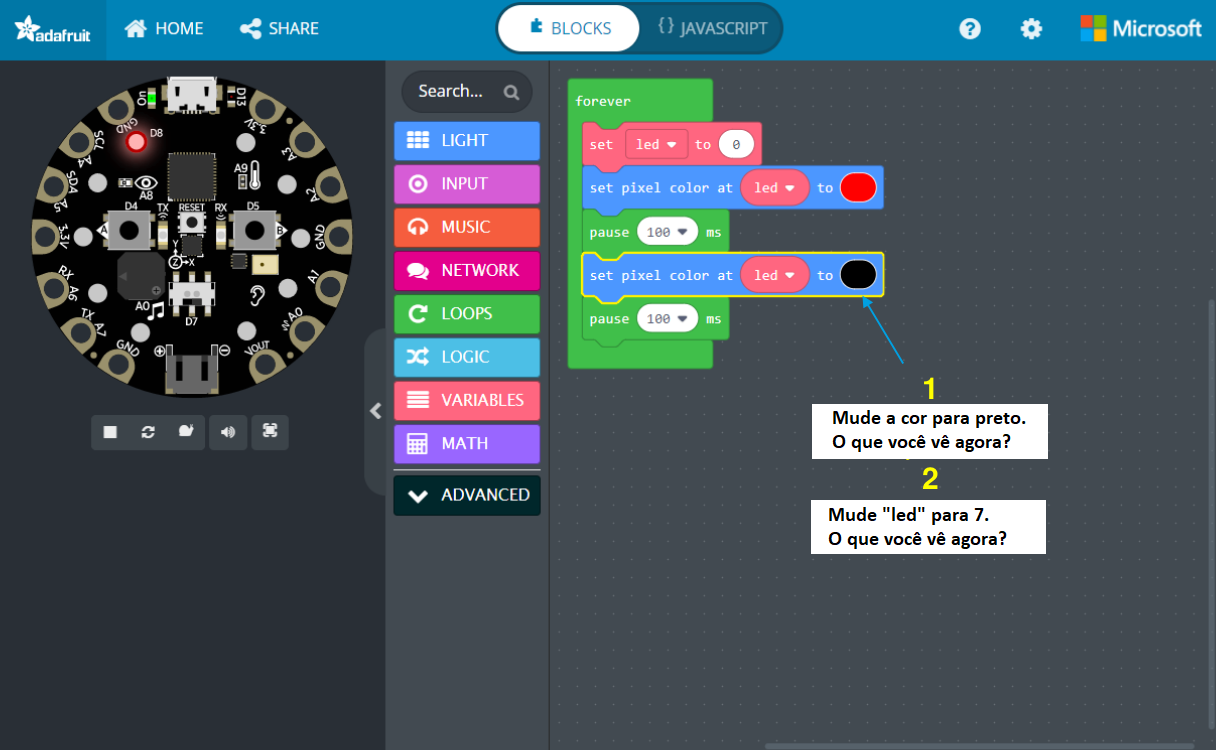 adafruit
HOME
SHARE
BLOCKS
{} JAVASCRIPT
?
Microsoft
UO
D13
GND
D8
3.3V
SCL
A4
A3
SDA
A5
A2
A9
A8
D4
TX
RESET
RX
D5
A
B
3.3V
GND
Y
Z
X
RX
A6
A1
A0
D7
TX
A7
A0
GND
VOUT
Search...
LIGHT
INPUT
MUSIC
NETWORK
LOOPS
LOGIC
VARIABLES
MATH
ADVANCED
forever
set led to 0
set pixel color at led to
pause 100 ms
set pixel color at led to
pause 100 ms
1
Mude a cor para preto.
O que você vê agora?
2
Mude "led" para 7.
O que você vê agora?